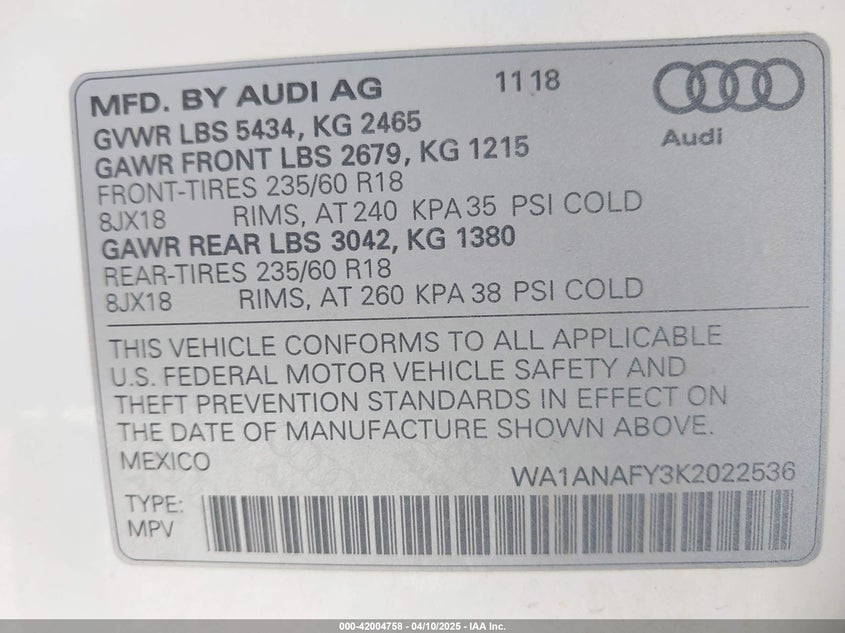 MFD. BY AUDI AG 11 18
Audi
GVWR LBS 5434, KG 2465
GAWR FRONT LBS 2679, KG 1215
FRONT-TIRES 235/60 R18
8JX18 RIMS, AT 240 KPA 35 PSI COLD
GAWR REAR LBS 3042, KG 1380
REAR-TIRES 235/60 R18
8JX18 RIMS, AT 260 KPA 38 PSI COLD
THIS VEHICLE CONFORMS TO ALL APPLICABLE
U.S. FEDERAL MOTOR VEHICLE SAFETY AND
THEFT PREVENTION STANDARDS IN EFFECT ON
THE DATE OF MANUFACTURE SHOWN ABOVE.
MEXICO
WA1ANAFY3K2022536
TYPE:
MPV
000-42004758 - 04/10/2025 - IAA Inc.